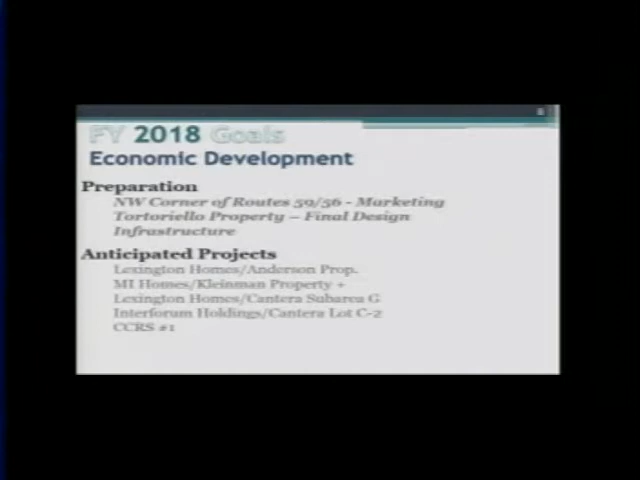 FY 2018 Goals
Economic Development
Preparation
NW Corner of Routes 59/56 - Marketing
Tortoriello Property – Final Design
Infrastructure
Anticipated Projects
Lexington Homes/Anderson Prop.
MI Homes/Kleinman Property +
Lexington Homes/Cantera Subarea G
Interforum Holdings/Cantera Lot C-2
CCRS #1